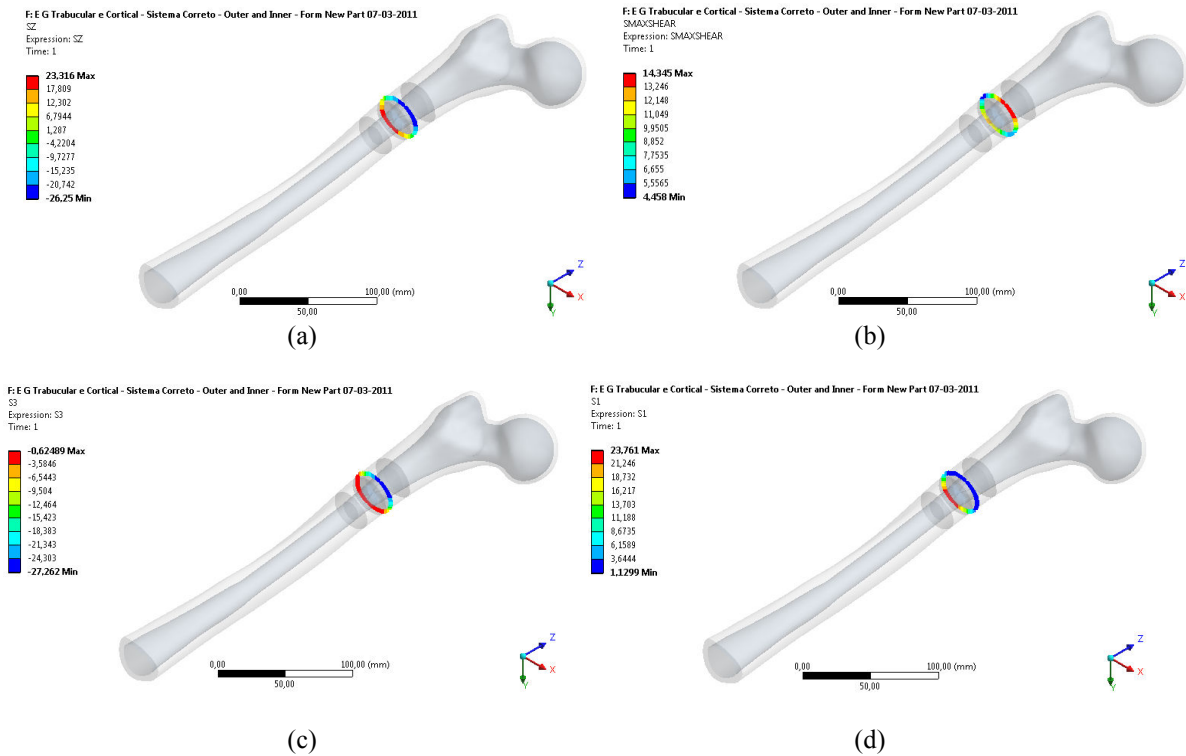 F: E G Trabucular e Cortical - Sistema Correto - Outer and Inner - Form New Part 07-03-2011
SZ
Expression: SZ
Time: 1
23,316 Max
17,809
12,302
6,7944
1,287
-4,2204
-9,7277
-15,235
-20,742
-26,25 Min
0,00 100,00 (mm)
50,00
Z
X
Y
(a)
F: E G Trabucular e Cortical - Sistema Correto - Outer and Inner - Form New Part 07-03-2011
SMAXSHEAR
Expression: SMAXSHEAR
Time: 1
14,345 Max
13,246
12,148
11,049
9,9505
8,852
7,7535
6,655
5,5565
4,458 Min
0,00 100,00 (mm)
50,00
Z
X
Y
(b)
F: E G Trabucular e Cortical - Sistema Correto - Outer and Inner - Form New Part 07-03-2011
S3
Expression: S3
Time: 1
-0,62489 Max
-3,5846
-6,5443
-9,504
-12,464
-15,423
-18,383
-21,343
-24,303
-27,262 Min
0,00 100,00 (mm)
50,00
Z
X
Y
(c)
F: E G Trabucular e Cortical - Sistema Correto - Outer and Inner - Form New Part 07-03-2011
S1
Expression: S1
Time: 1
23,761 Max
21,246
18,732
16,217
13,703
11,188
8,6735
6,1589
3,6444
1,1299 Min
0,00 100,00 (mm)
50,00
Z
X
Y
(d)